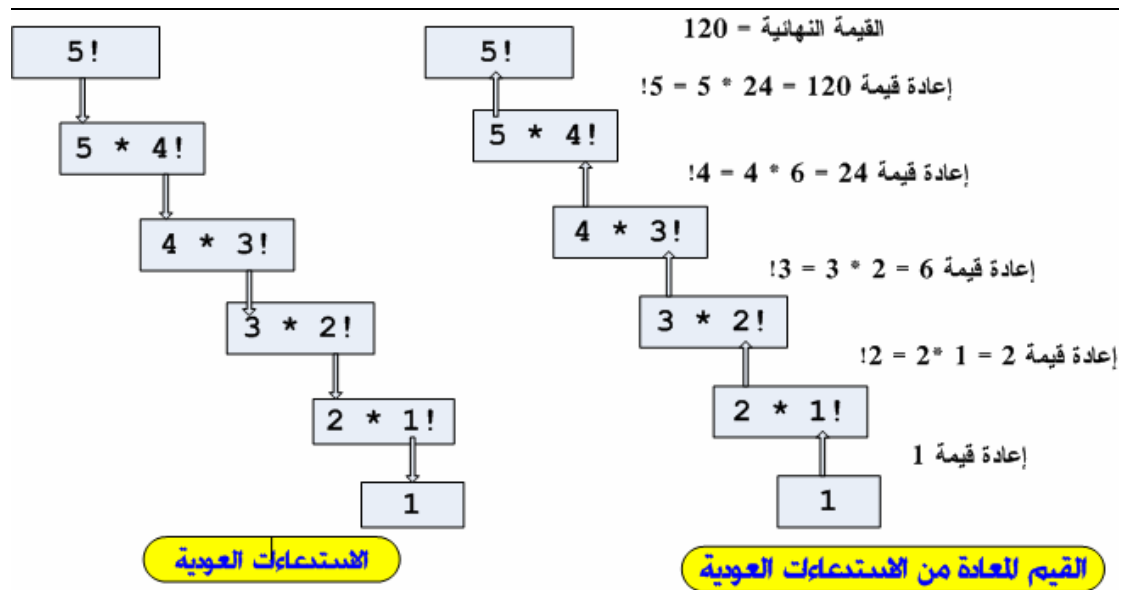 5!
5 * 4!
4 * 3!
3 * 2!
2 * 1!
1
الاستدعاءات العودية
القيمة النهائية = 120
5!
إعادة قيمة 120 = 24 * 5 = 5!
5 * 4!
إعادة قيمة 24 = 6 * 4 = 4!
4 * 3!
إعادة قيمة 6 = 2 * 3 = 3!
3 * 2!
إعادة قيمة 2 = 1 *2 = 2!
2 * 1!
إعادة قيمة 1
1
القيم المعادة من الاستدعاءات العودية